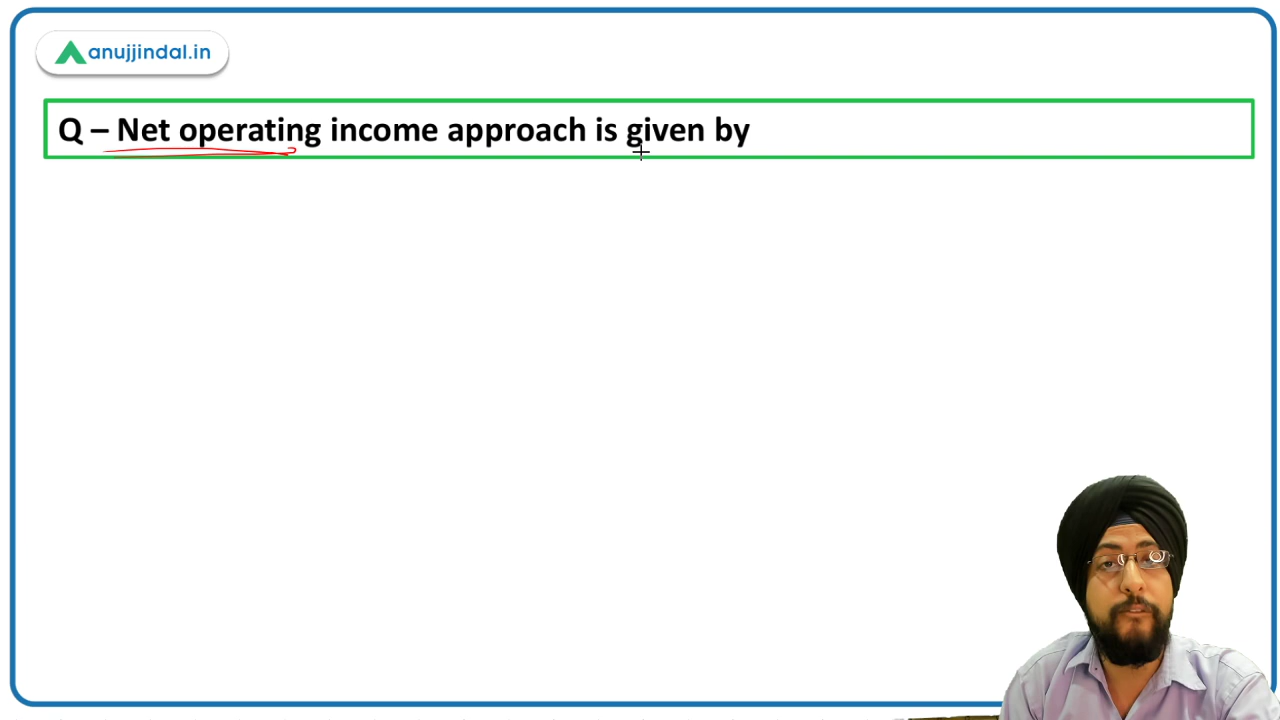 anujjindal.in
Q – Net operating income approach is given by